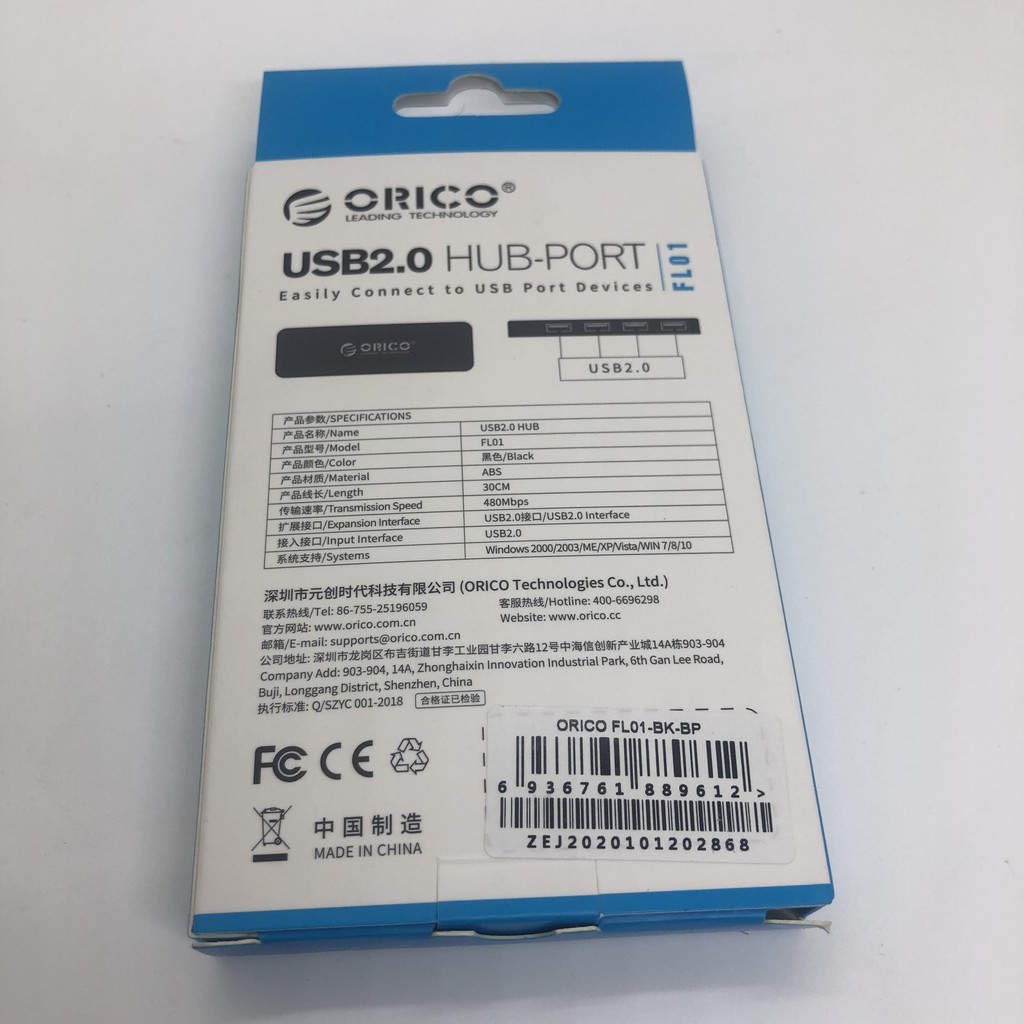 ORICO®
LEADING TECHNOLOGY
USB2.0 HUB-PORT
FL01
Easily Connect to USB Port Devices
ORICO
USB2.0
产品参数/SPECIFICATIONS
产品名称/Name USB2.0 HUB
产品型号/Model FL01
产品颜色/Color 黑色/Black
产品材质/Material ABS
产品线长/Length 30CM
传输速率/Transmission Speed 480Mbps
扩展接口/Expansion Interface USB2.0接口/USB2.0 Interface
接入接口/Input Interface USB2.0
系统支持/Systems Windows 2000/2003/ME/XP/Vista/WIN 7/8/10
深圳市元创时代科技有限公司 (ORICO Technologies Co., Ltd.)
联系热线/Tel: 86-755-25196059 客服热线/Hotline: 400-6696298
官方网站: www.orico.com.cn Website: www.orico.cc
邮箱/E-mail: supports@orico.com.cn
公司地址: 深圳市龙岗区布吉街道甘李工业园甘李六路12号中海信创新产业城14A栋903-904
Company Add: 903-904, 14A, Zhonghaixin Innovation Industrial Park, 6th Gan Lee Road,
Buji, Longgang District, Shenzhen, China
执行标准: Q/SZYC 001-2018 合格证已检验
FC CE
中国制造
MADE IN CHINA
ORICO FL01-BK-BP
6 936761 889612 >
ZEJ2020101202868